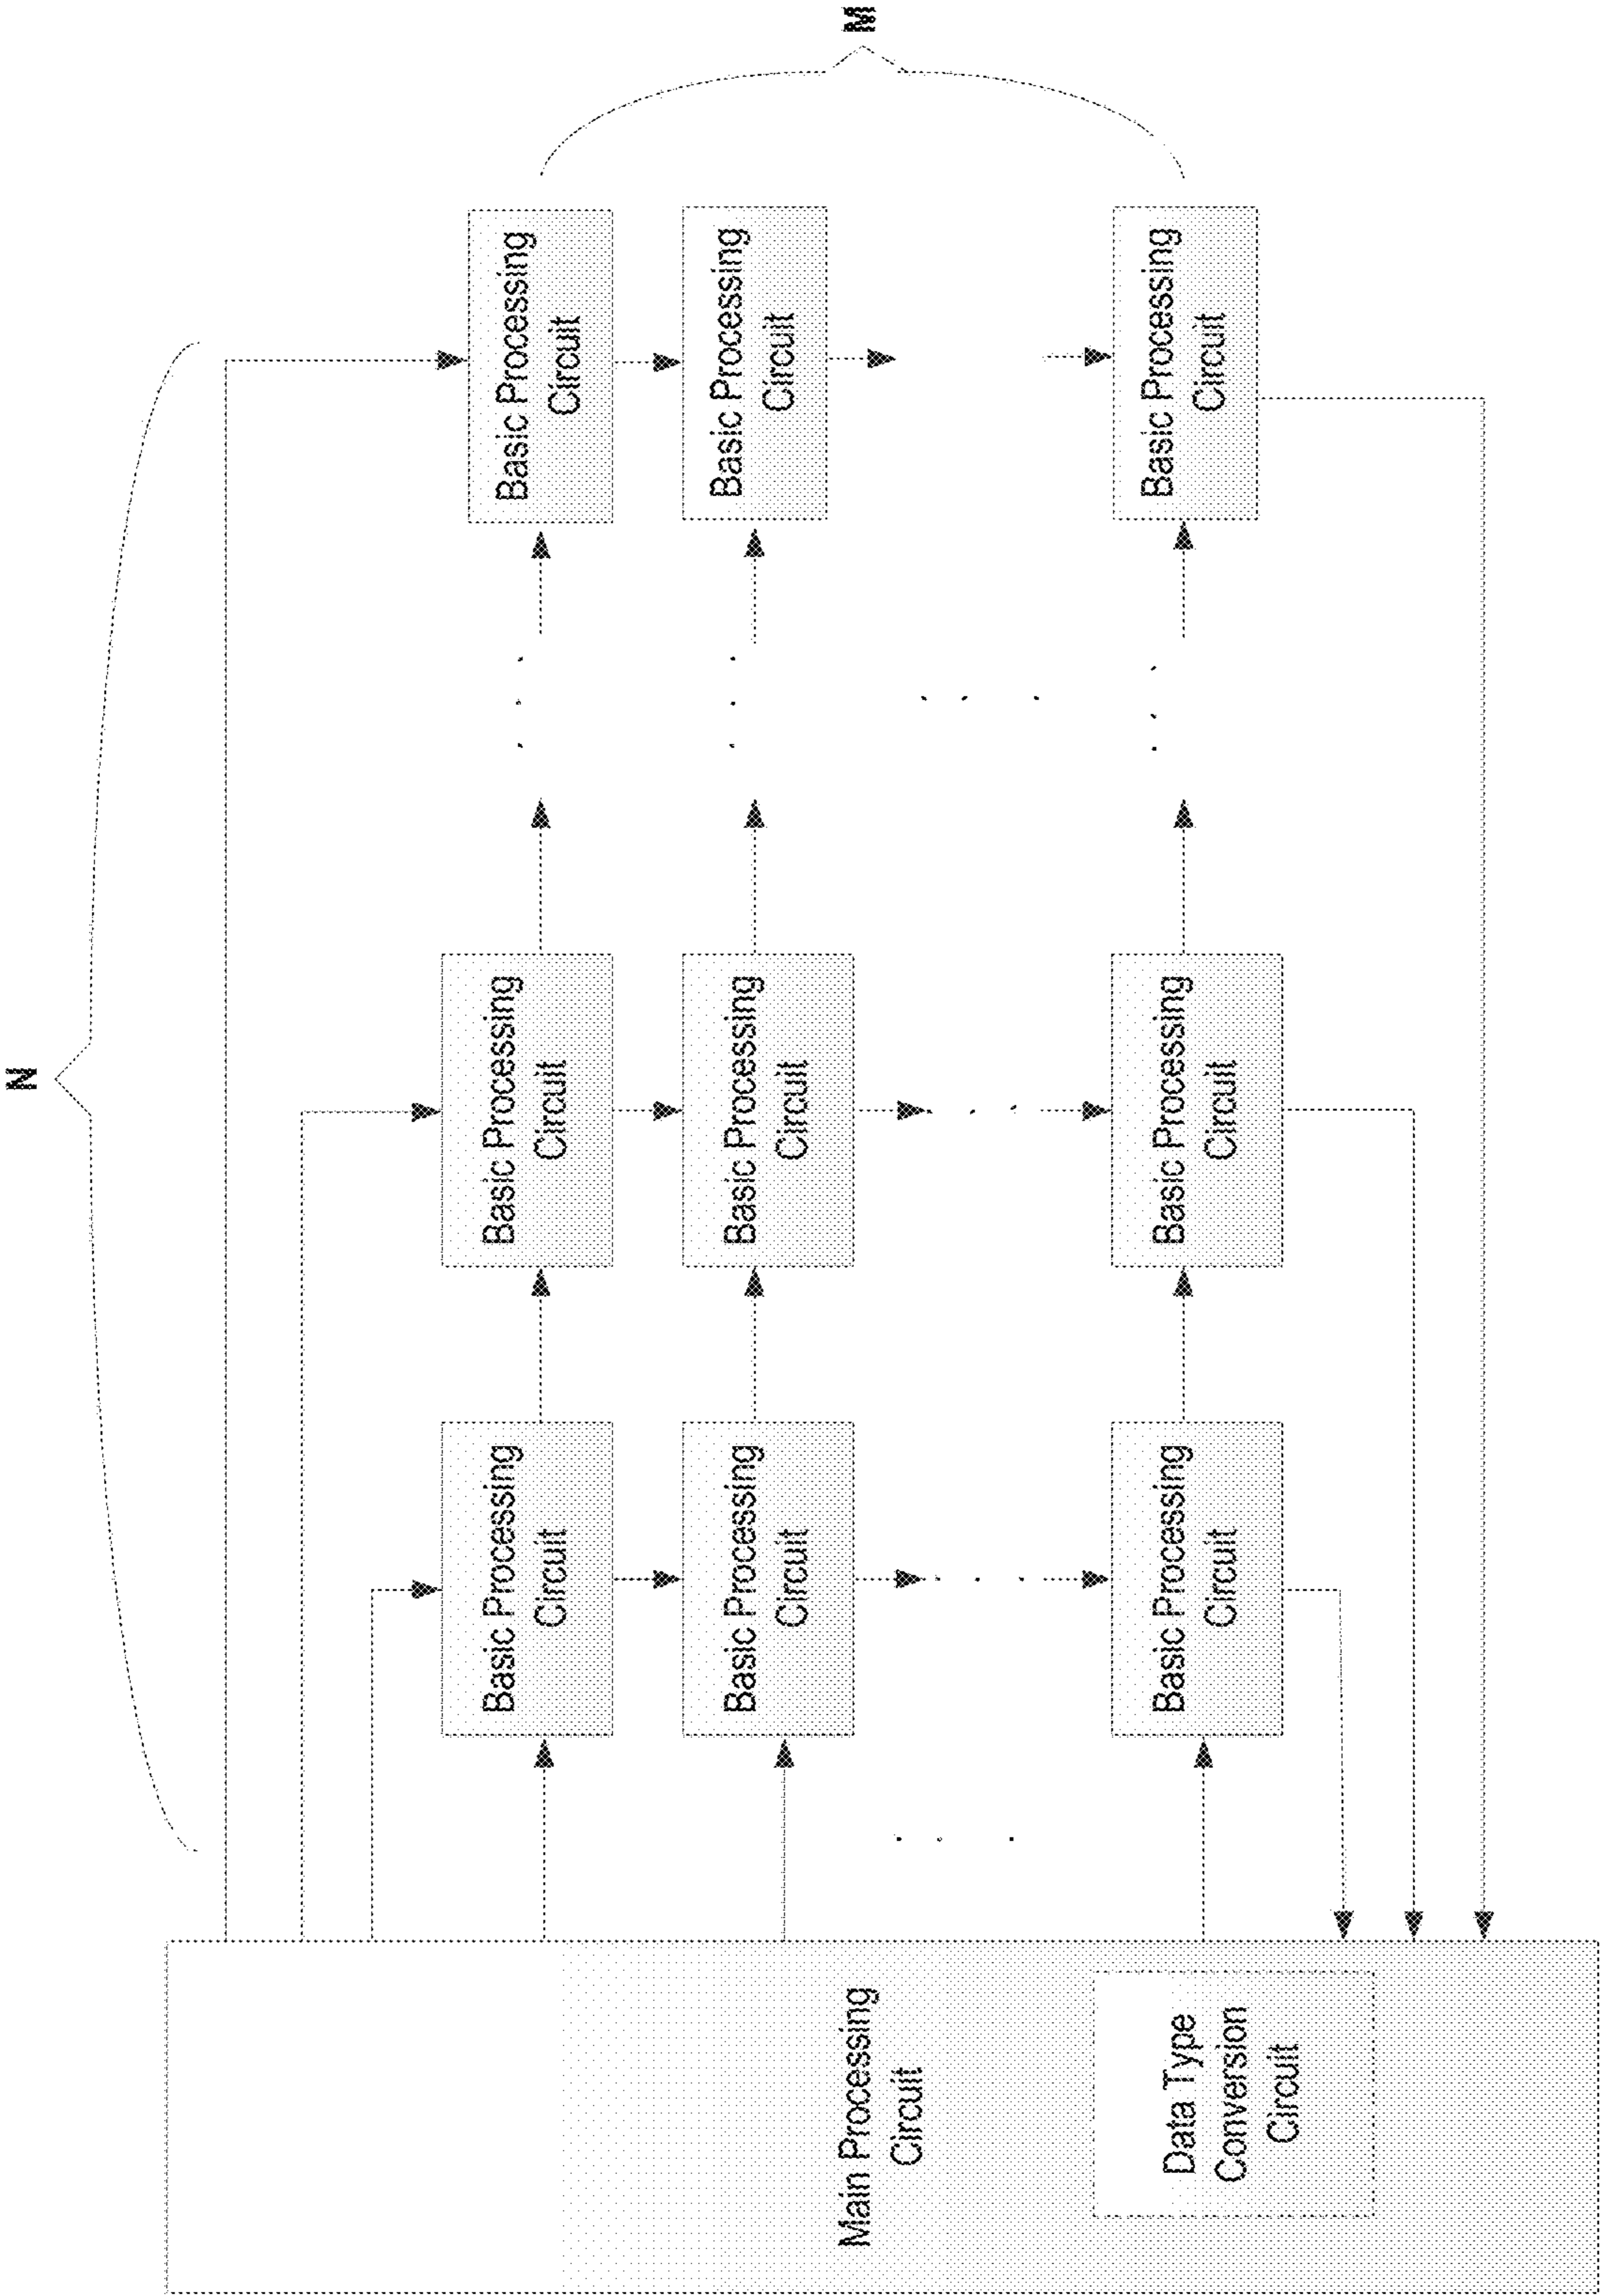 N
M
Basic Processing
Circuit
Basic Processing
Circuit
Basic Processing
Circuit
Basic Processing
Circuit
Basic Processing
Circuit
Basic Processing
Circuit
Basic Processing
Circuit
Basic Processing
Circuit
Basic Processing
Circuit
Main Processing
Circuit
Data Type
Conversion
Circuit